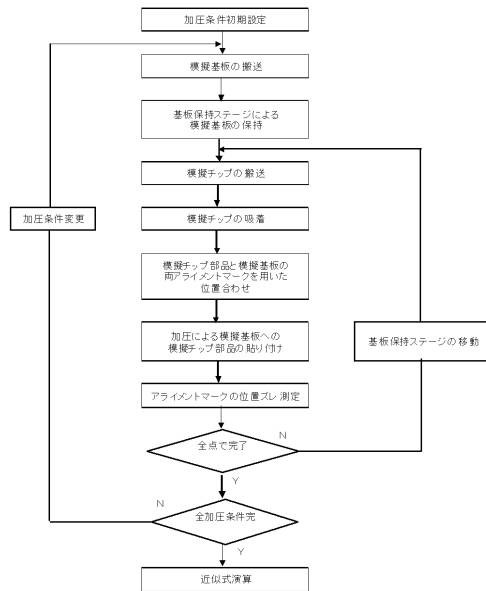 加圧条件初期設定
模擬基板の搬送
基板保持ステージによる
模擬基板の保持
模擬チップの搬送
加圧条件変更
模擬チップの吸着
模擬チップ部品と模擬基板の
両アライメントマークを用いた
位置合わせ
加圧による模擬基板への
模擬チップ部品の貼り付け
基板保持ステージの移動
アライメントマークの位置ズレ測定
全点で完了
N
Y
N
全加圧条件完
Y
近似式演算